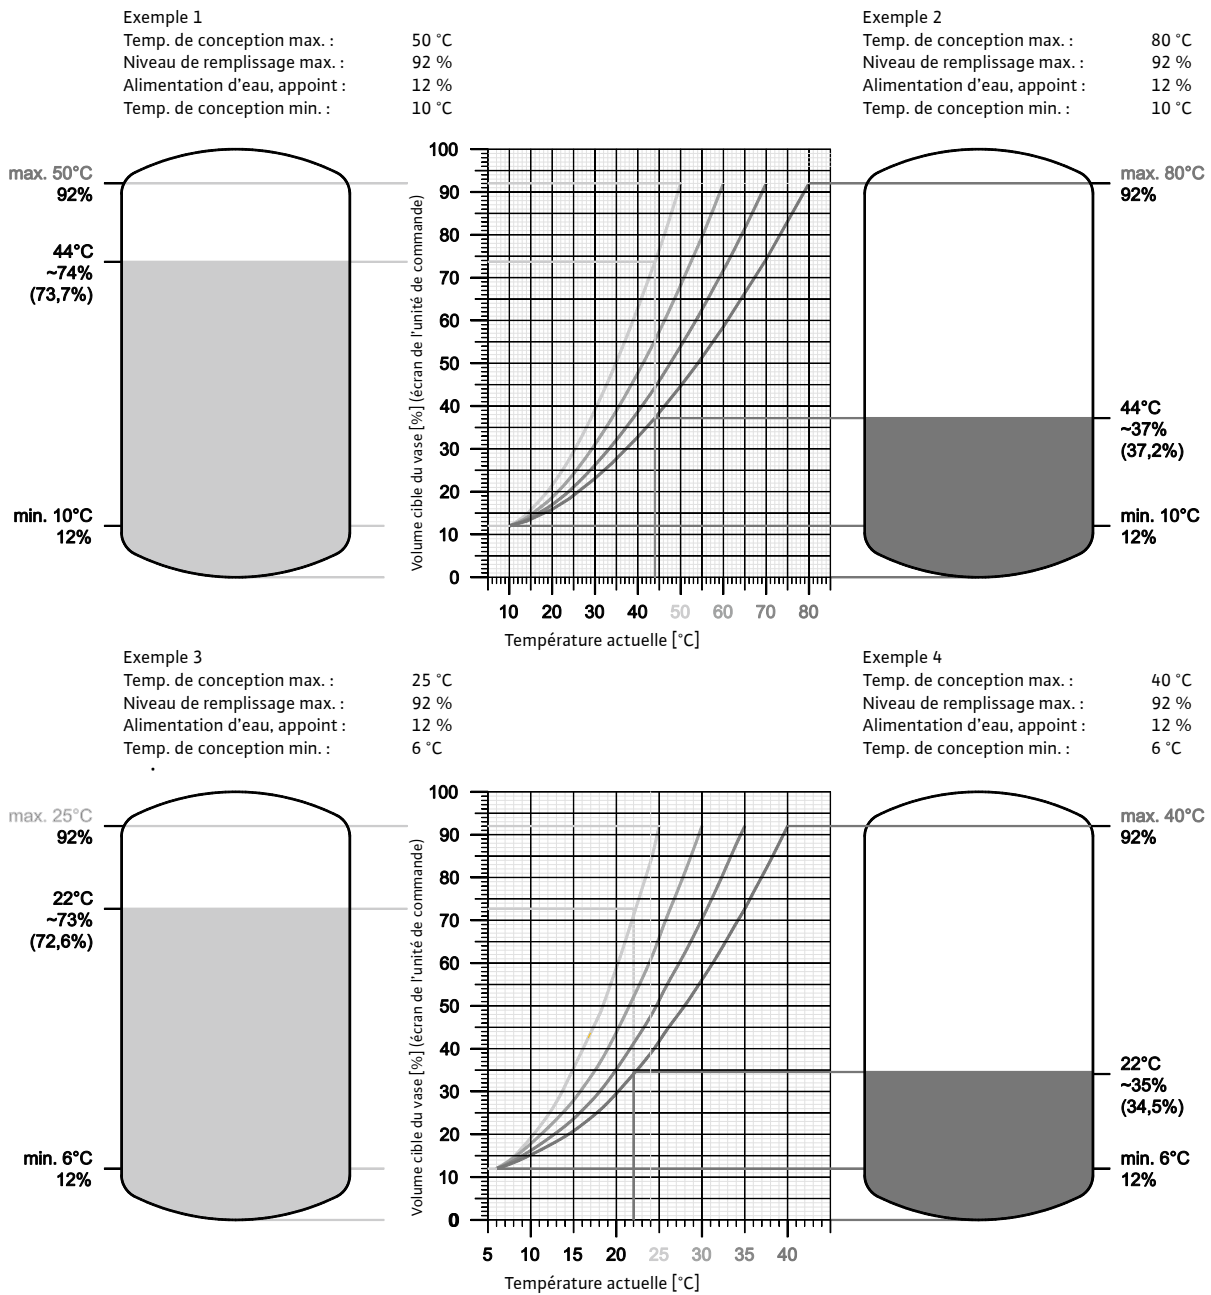 Exemple 1
Temp. de conception max. : 50 °C
Niveau de remplissage max. : 92 %
Alimentation d'eau, appoint : 12 %
Temp. de conception min. : 10 °C
Exemple 2
Temp. de conception max. : 80 °C
Niveau de remplissage max. : 92 %
Alimentation d'eau, appoint : 12 %
Temp. de conception min. : 10 °C
max. 50°C
92%
44°C
~74%
(73,7%)
min. 10°C
12%
Volume cible du vase [%] (écran de l'unité de commande)
100
90
80
70
60
50
40
30
20
10
0
10 20 30 40 50 60 70 80
Température actuelle [°C]
max. 80°C
92%
44°C
~37%
(37,2%)
min. 10°C
12%
Exemple 3
Temp. de conception max. : 25 °C
Niveau de remplissage max. : 92 %
Alimentation d'eau, appoint : 12 %
Temp. de conception min. : 6 °C
Exemple 4
Temp. de conception max. : 40 °C
Niveau de remplissage max. : 92 %
Alimentation d'eau, appoint : 12 %
Temp. de conception min. : 6 °C
max. 25°C
92%
22°C
~73%
(72,6%)
min. 6°C
12%
Volume cible du vase [%] (écran de l'unité de commande)
100
90
80
70
60
50
40
30
20
10
0
5 10 15 20 25 30 35 40
Température actuelle [°C]
max. 40°C
92%
22°C
~35%
(34,5%)
min. 6°C
12%